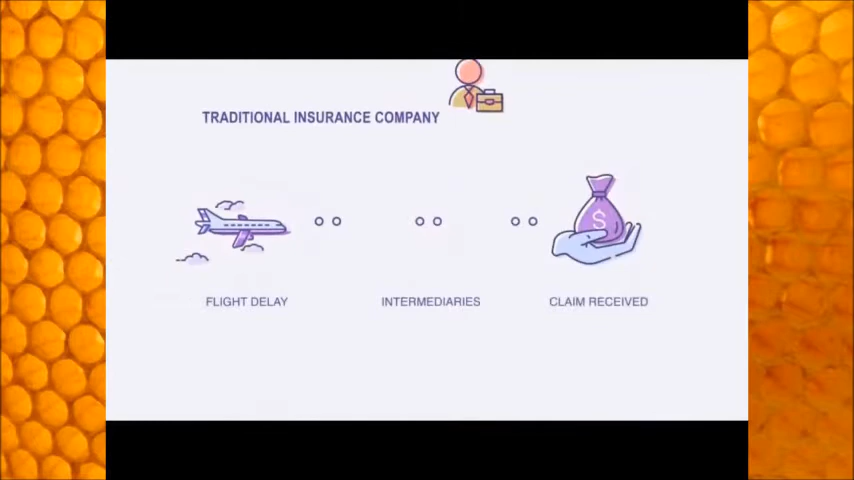 TRADITIONAL INSURANCE COMPANY
$
FLIGHT DELAY
INTERMEDIARIES
CLAIM RECEIVED